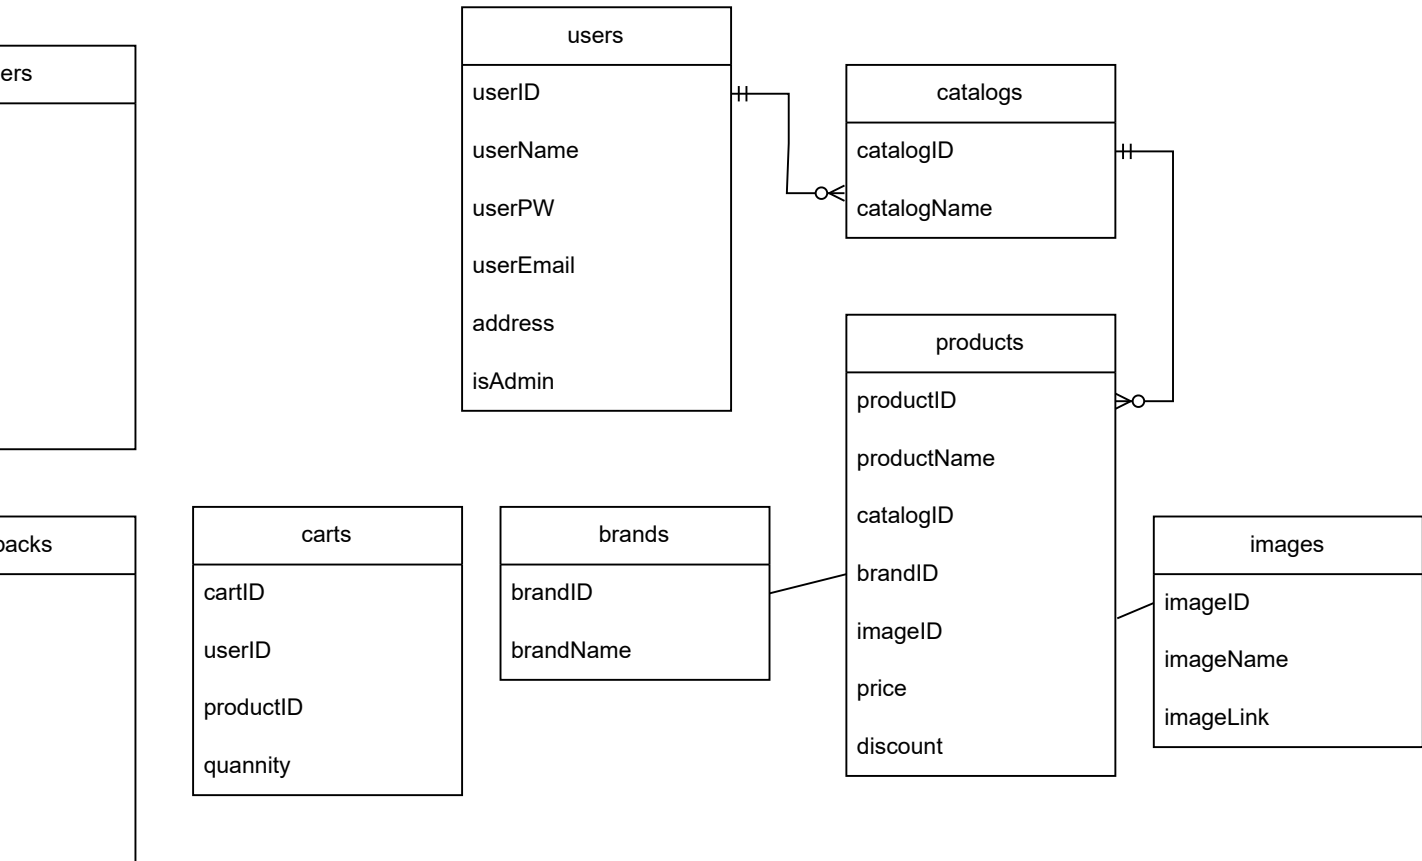 ers
users
userID
userName
userPW
userEmail
address
isAdmin
catalogs
catalogID
catalogName
products
productID
productName
catalogID
brandID
imageID
price
discount
packs
carts
cartID
userID
productID
quannity
brands
brandID
brandName
images
imageID
imageName
imageLink